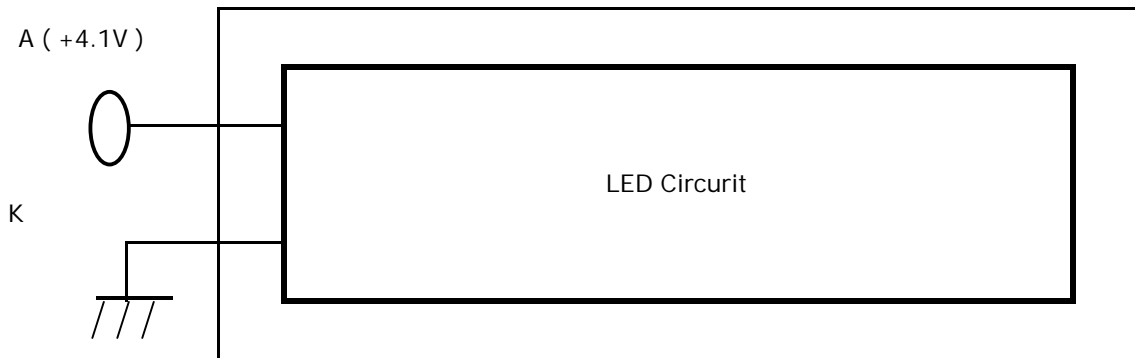 A ( +4.1V )
LED Circurit
K